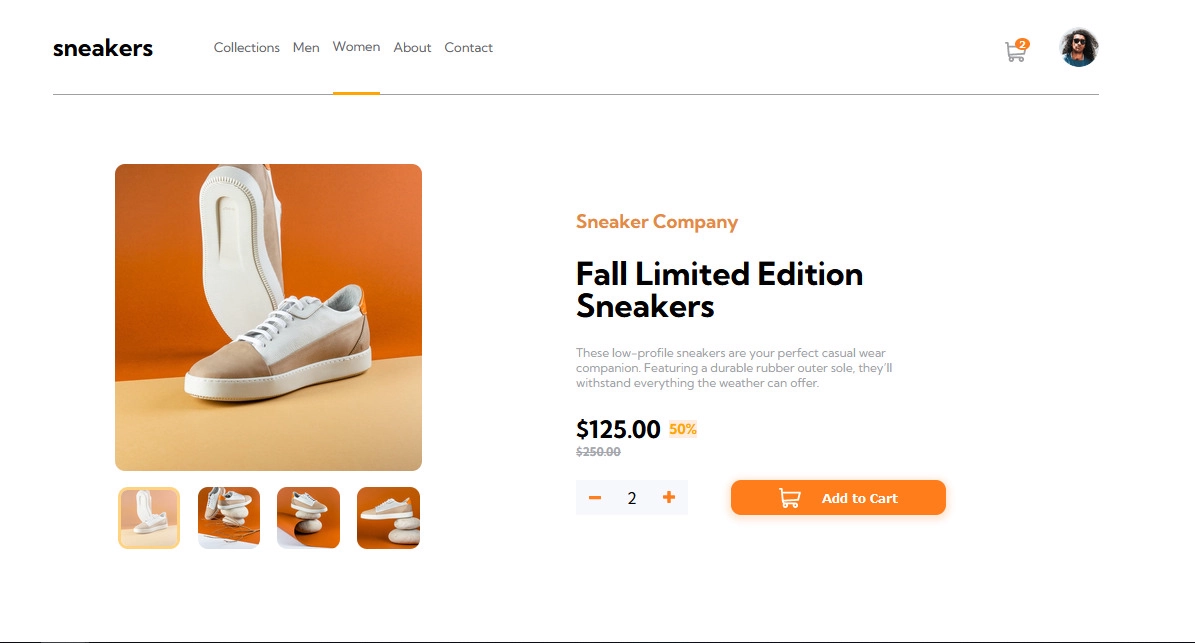 sneakers
Collections Men Women About Contact
2
Sneaker Company
Fall Limited Edition
Sneakers
These low-profile sneakers are your perfect casual wear
companion. Featuring a durable rubber outer sole, they'll
withstand everything the weather can offer.
$125.00 50%
$250.00
2
Add to Cart